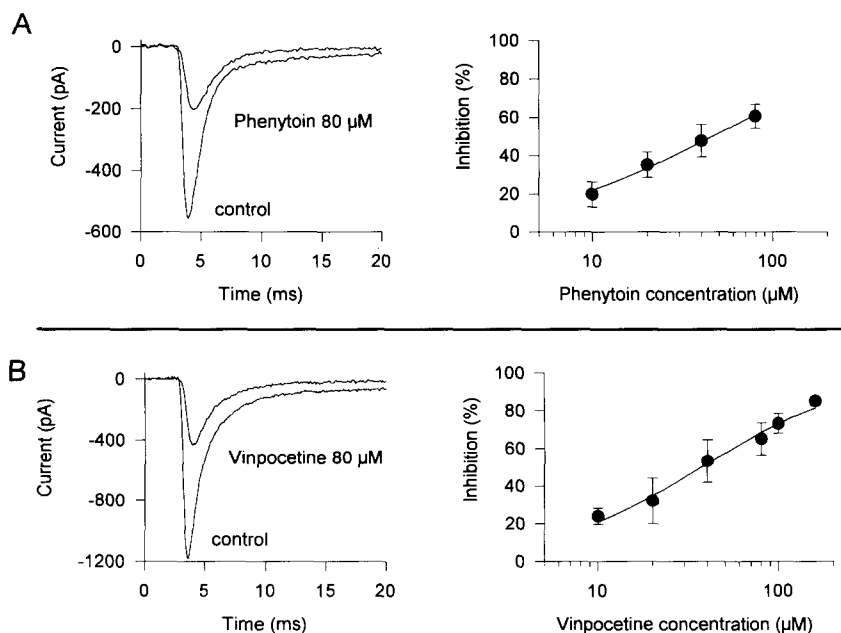 A
Current (pA)
0
-200
-400
-600
Phenytoin 80 µM
control
0 5 10 15 20
Time (ms)
Inhibition (%)
100
80
60
40
20
0
10 100
Phenytoin concentration (µM)
B
Current (pA)
0
-400
-800
-1200
Vinpocetine 80 µM
control
0 5 10 15 20
Time (ms)
Inhibition (%)
100
80
60
40
20
0
10 100
Vinpocetine concentration (µM)